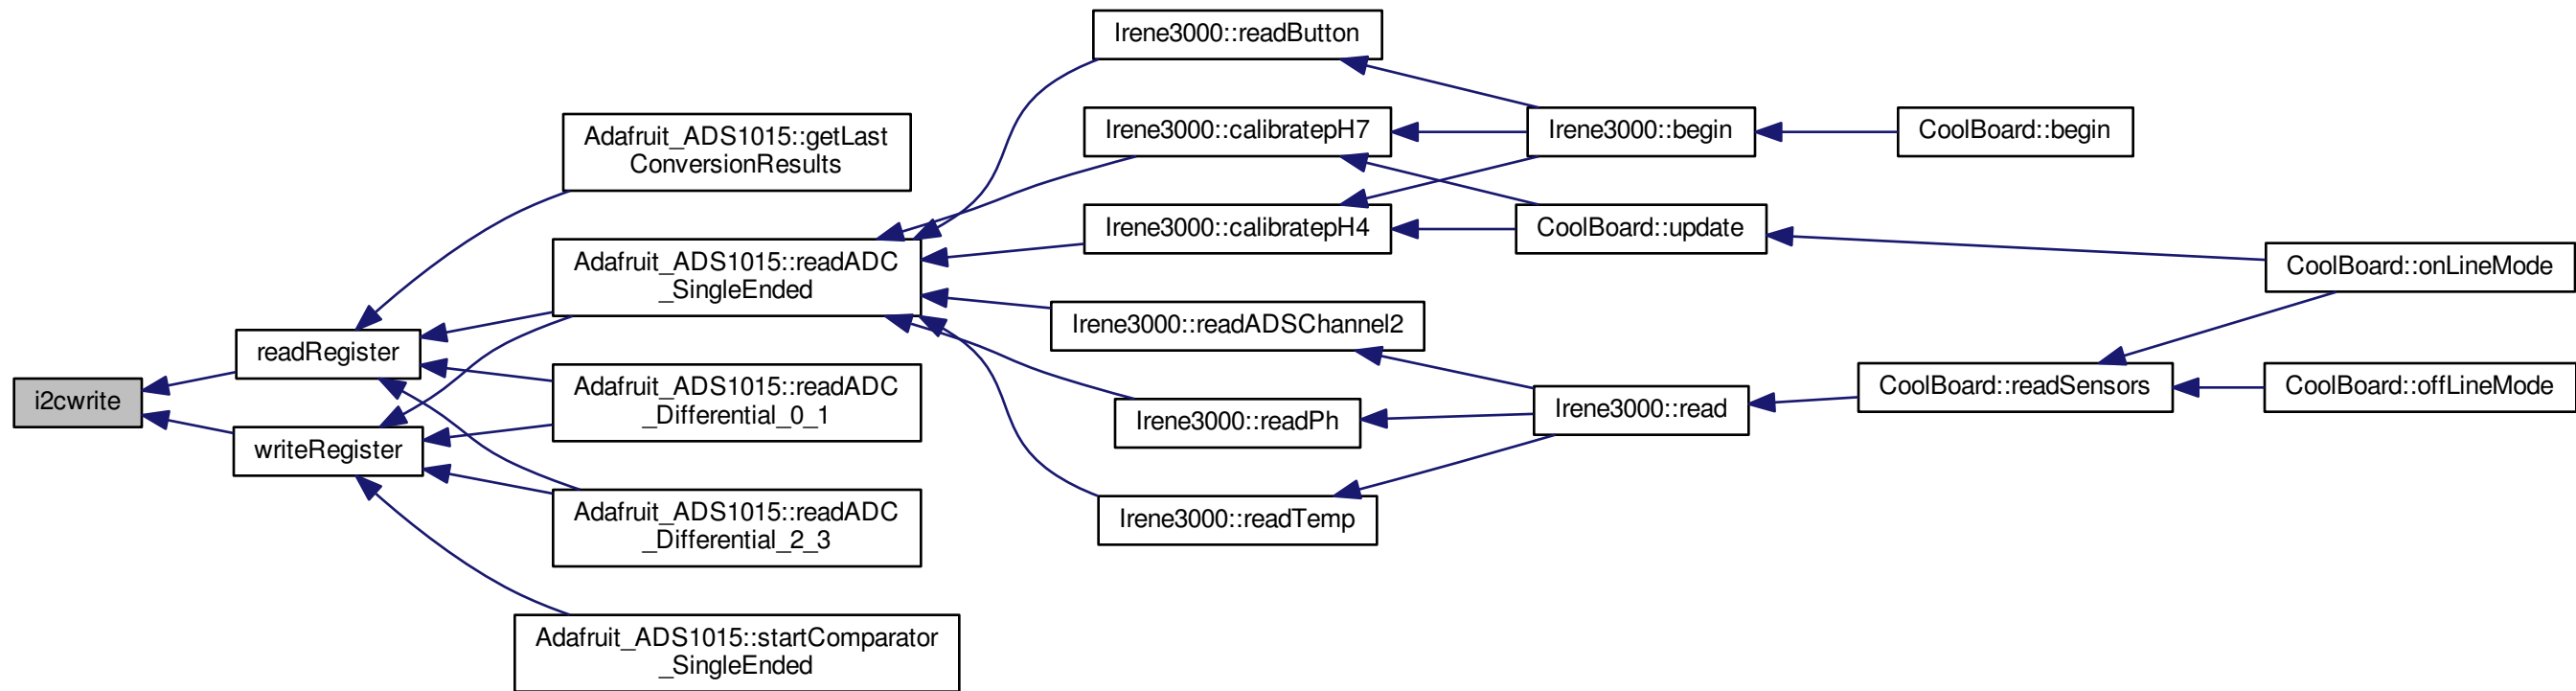 i2cwrite
readRegister
writeRegister
Adafruit_ADS1015::getLast
ConversionResults
Adafruit_ADS1015::readADC
_SingleEnded
Adafruit_ADS1015::readADC
_Differential_0_1
Adafruit_ADS1015::readADC
_Differential_2_3
Adafruit_ADS1015::startComparator
_SingleEnded
Irene3000::readButton
Irene3000::calibratepH7
Irene3000::calibratepH4
Irene3000::readADSChannel2
Irene3000::readPh
Irene3000::readTemp
Irene3000::begin
CoolBoard::update
Irene3000::read
CoolBoard::begin
CoolBoard::readSensors
CoolBoard::onLineMode
CoolBoard::offLineMode